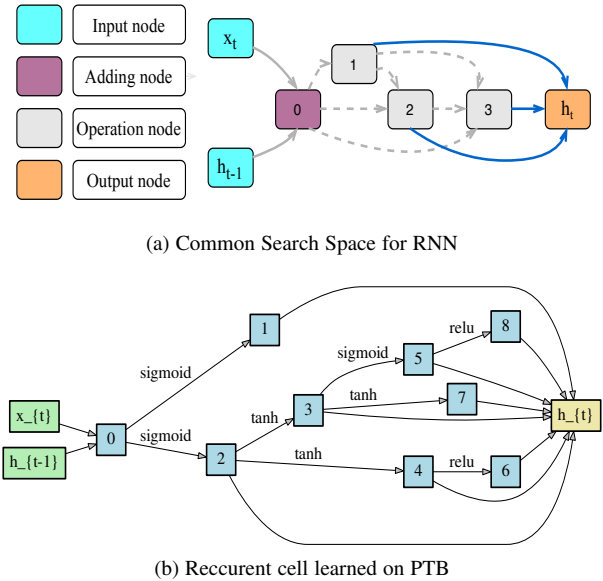 Input node
Adding node
Operation node
Output node
x_t
h_{t-1}
0
1
2
3
h_t
(a) Common Search Space for RNN
x_{t}
h_{t-1}
0
sigmoid
sigmoid
1
2
tanh
tanh
3
sigmoid
tanh
4
5
relu
relu
7
8
6
h_{t}
(b) Reccurent cell learned on PTB